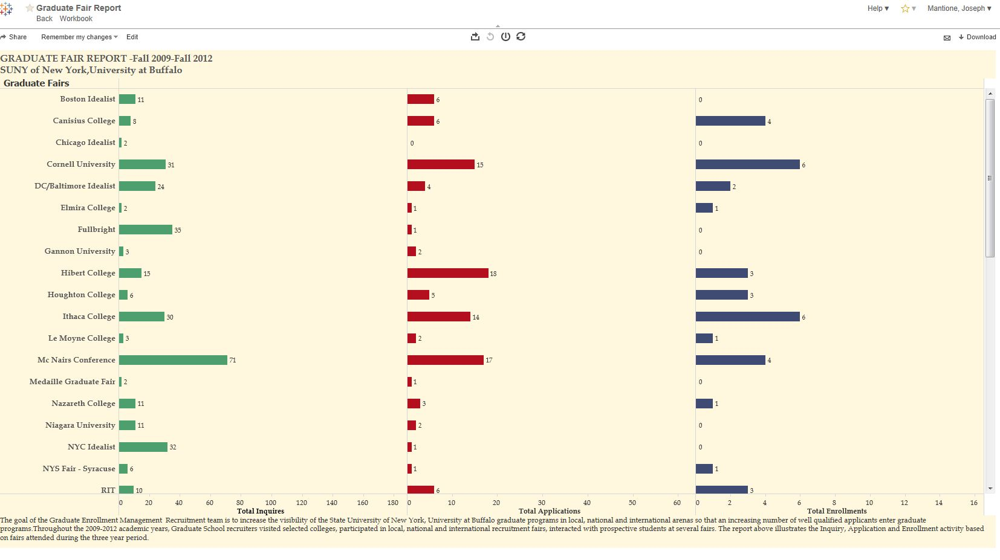 Graduate Fair Report
Help ▾ Mantione, Joseph ▾
Back Workbook
Share Remember my changes Edit Download
GRADUATE FAIR REPORT -Fall 2009-Fall 2012
SUNY of New York,University at Buffalo
Graduate Fairs
Boston Idealist 11 6 0
Canisius College 8 6 4
Chicago Idealist 2 0 0
Cornell University 31 15 6
DC/Baltimore Idealist 24 4 2
Elmira College 2 1 1
Fullbright 35 1 0
Gannon University 3 2 0
Hibert College 15 18 3
Houghton College 6 5 3
Ithaca College 30 14 6
Le Moyne College 3 2 1
Mc Nairs Conference 71 17 4
Medaille Graduate Fair 2 1 0
Nazareth College 11 3 1
Niagara University 11 2 0
NYC Idealist 32 1 0
NYS Fair - Syracuse 6 1 1
RIT 10 6 3
0 20 40 60 80 100 120 140 160 180 0 10 20 30 40 50 60 0 2 4 6 8 10 12 14 16
Total Inquires Total Applications Total Enrollments
The goal of the Graduate Enrollment Management Recruitment team is to increase the visibility of the State University of New York, University at Buffalo graduate programs in local, national and international arenas so that an increasing number of well qualified applicants enter graduate
programs.Throughout the 2009-2012 academic years, Graduate School recruiters visited selected colleges, participated in local, national and international recruitment fairs, interacted with prospective students at several fairs. The report above illustrates the Inquiry, Application and Enrollment activity based
on fairs attended during the three year period.